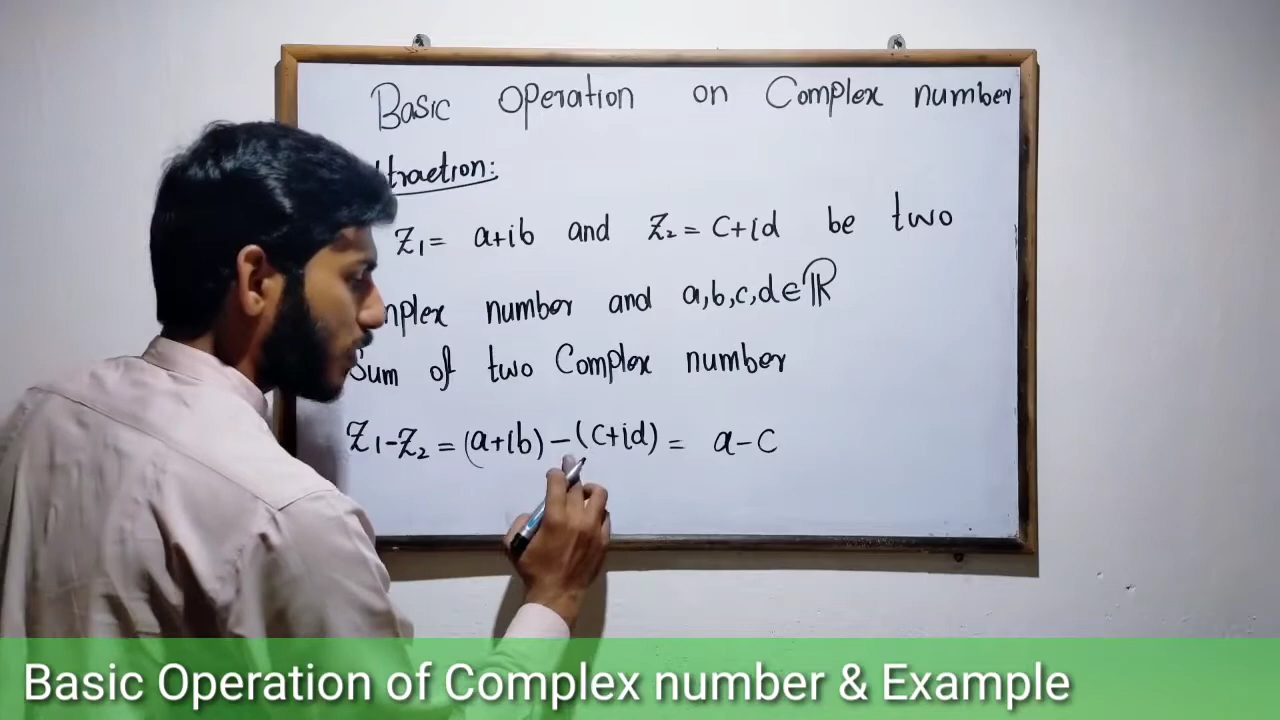 Basic Operation on Complex number
traction:
Z₁= a+ib and Z₂ = C+id be two
mplex number and a,b,c,d∈ℝ
Sum of two Complex number
Z₁-Z₂ = (a+ib) - (C+id) = a-C
Basic Operation of Complex number & Example